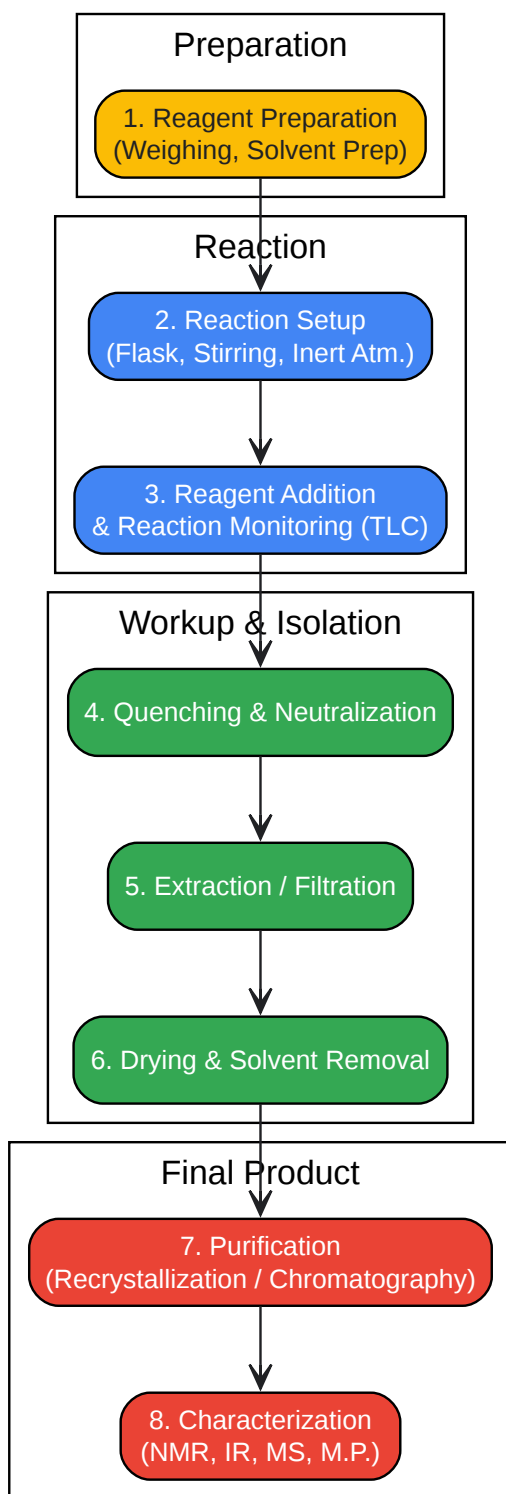 Preparation
1. Reagent Preparation
(Weighing, Solvent Prep)
Reaction
2. Reaction Setup
(Flask, Stirring, Inert Atm.)
3. Reagent Addition
& Reaction Monitoring (TLC)
Workup & Isolation
4. Quenching & Neutralization
5. Extraction / Filtration
6. Drying & Solvent Removal
Final Product
7. Purification
(Recrystallization / Chromatography)
8. Characterization
(NMR, IR, MS, M.P.)